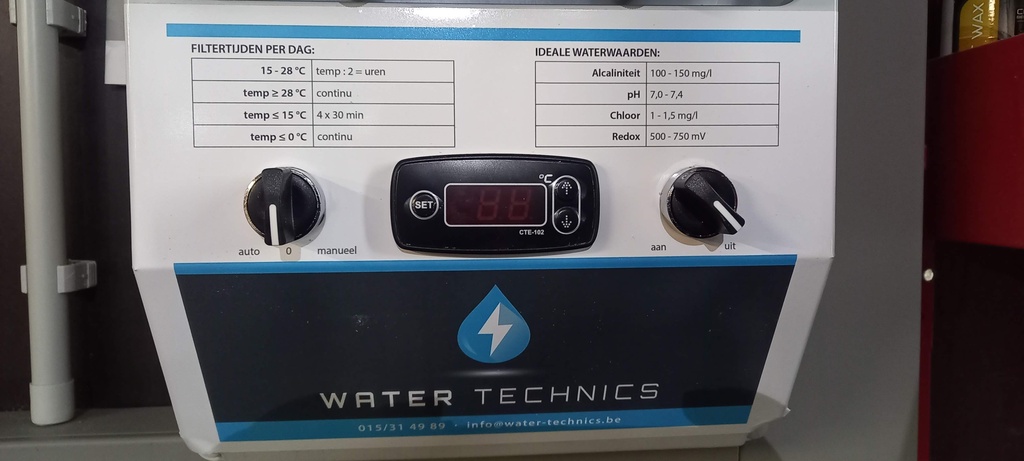 FILTERTIJDEN PER DAG:
15 - 28 °C temp : 2 = uren
temp ≥ 28 °C continu
temp ≤ 15 °C 4 x 30 min
temp ≤ 0 °C continu
IDEALE WATERWAARDEN:
Alcaliniteit 100 - 150 mg/l
pH 7,0 - 7,4
Chloor 1 - 1,5 mg/l
Redox 500 - 750 mV
SET
°C
CTE-102
auto 0 manueel
aan uit
WATER TECHNICS
015/31 49 89 - info@water-technics.be
WAX